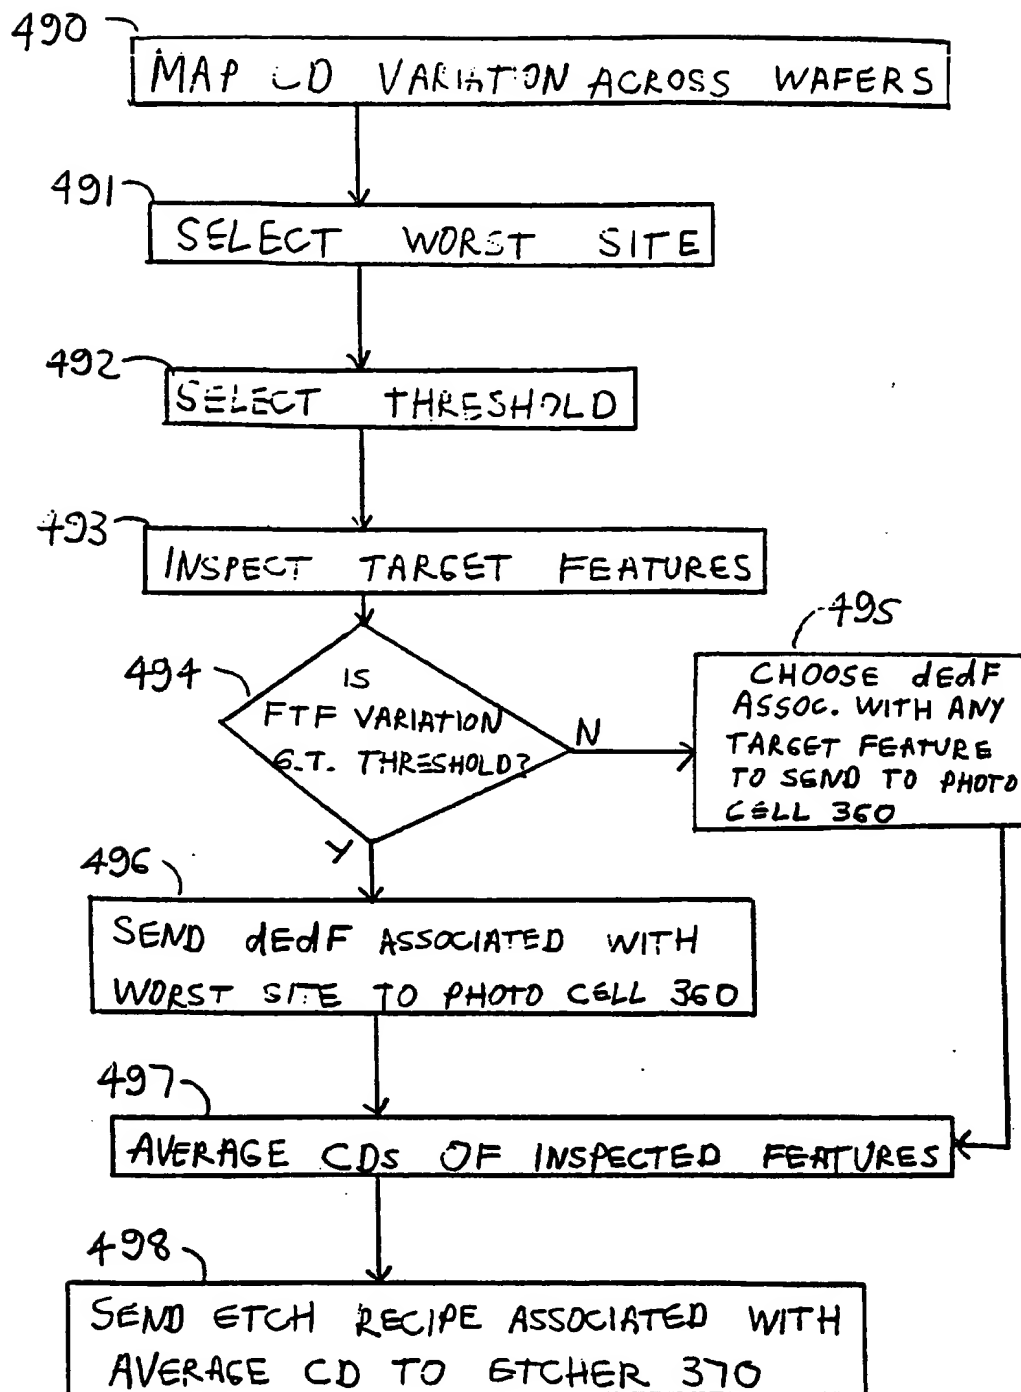 490
MAP CD VARIATION ACROSS WAFERS
491
SELECT WORST SITE
492
SELECT THRESHOLD
493
INSPECT TARGET FEATURES
494
IS
FTF VARIATION
G.T. THRESHOLD?
N
495
CHOOSE dEdF
ASSOC. WITH ANY
TARGET FEATURE
TO SEND TO PHOTO
CELL 360
Y
496
SEND dEdF ASSOCIATED WITH
WORST SITE TO PHOTO CELL 360
497
AVERAGE CDs OF INSPECTED FEATURES
498
SEND ETCH RECIPE ASSOCIATED WITH
AVERAGE CD TO ETCHER 370